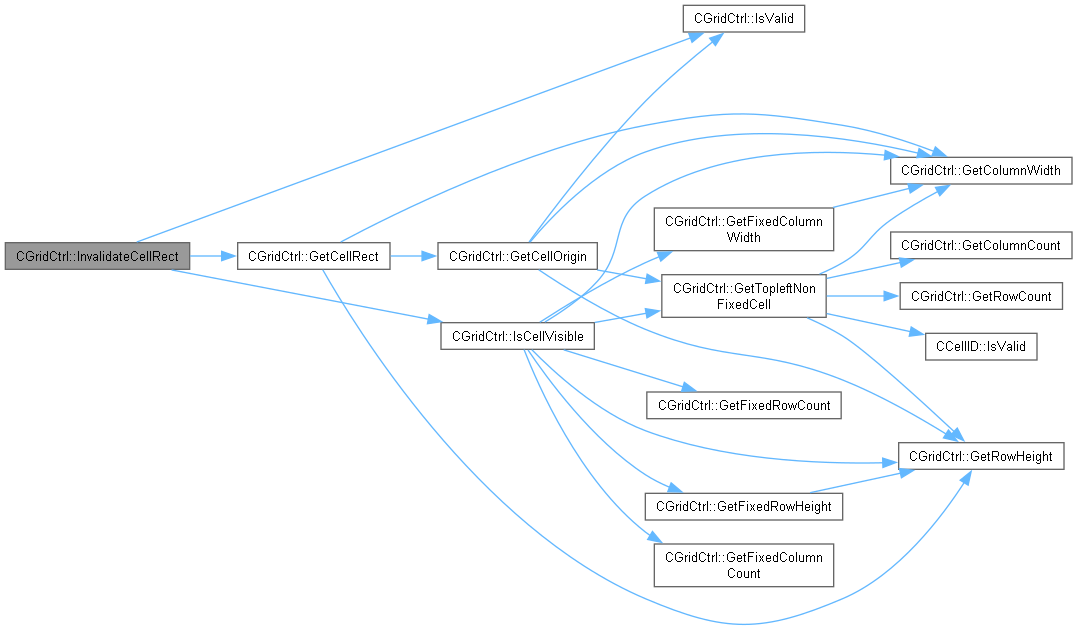 CGridCtrl::IsValid
CGridCtrl::GetColumnWidth
CGridCtrl::GetFixedColumn
Width
CGridCtrl::GetColumnCount
CGridCtrl::InvalidateCellRect
CGridCtrl::GetCellRect
CGridCtrl::GetCellOrigin
CGridCtrl::GetTopleftNon
FixedCell
CGridCtrl::GetRowCount
CGridCtrl::IsCellVisible
CCellID::IsValid
CGridCtrl::GetFixedRowCount
CGridCtrl::GetRowHeight
CGridCtrl::GetFixedRowHeight
CGridCtrl::GetFixedColumn
Count